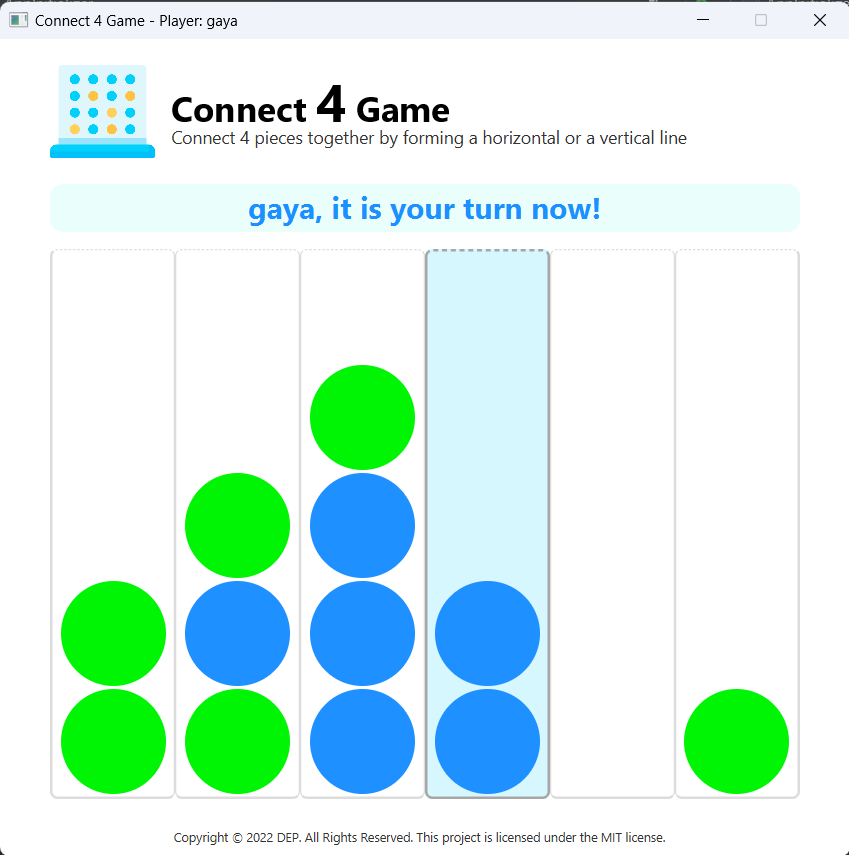 Connect 4 Game - Player: gaya
Connect 4 Game
Connect 4 pieces together by forming a horizontal or a vertical line
gaya, it is your turn now!
Copyright © 2022 DEP. All Rights Reserved. This project is licensed under the MIT license.